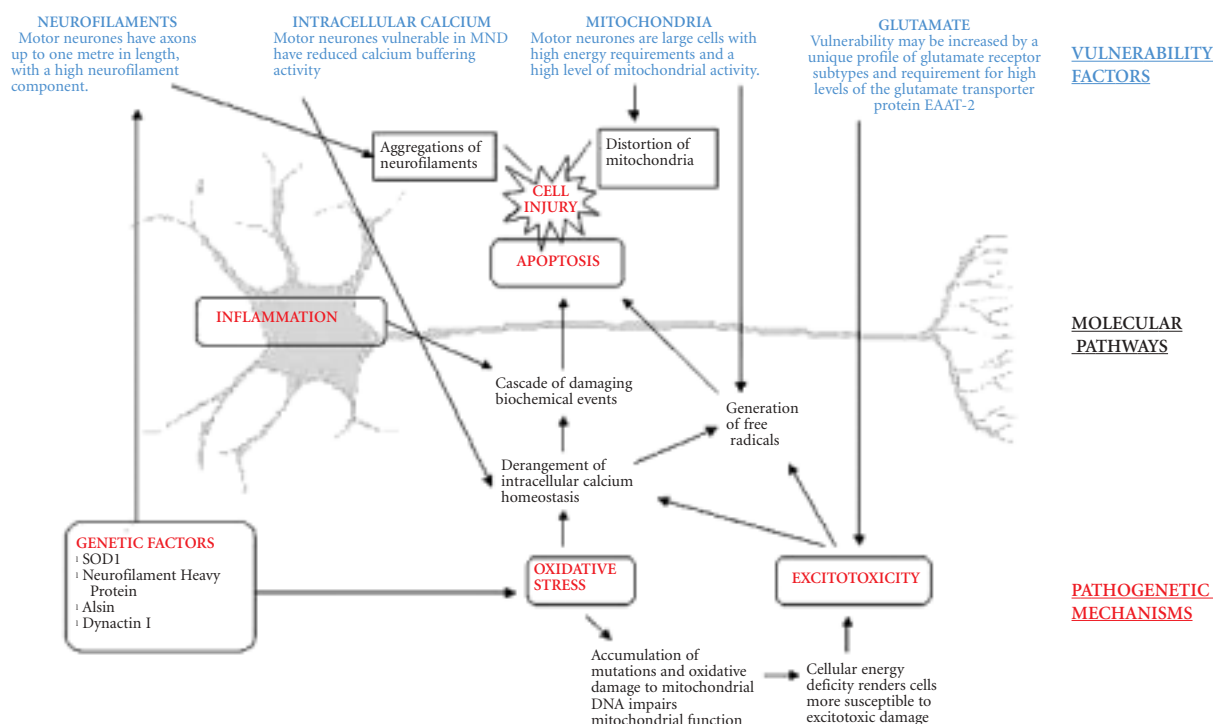 NEUROFILAMENTS
Motor neurones have axons
up to one metre in length,
with a high neurofilament
component.
INTRACELLULAR CALCIUM
Motor neurones vulnerable in MND
have reduced calcium buffering
activity
MITOCHONDRIA
Motor neurones are large cells with
high energy requirements and a
high level of mitochondrial activity.
GLUTAMATE
Vulnerability may be increased by a
unique profile of glutamate receptor
subtypes and requirement for high
levels of the glutamate transporter
protein EAAT-2
VULNERABILITY
FACTORS
Aggregations of
neurofilaments
Distortion of
mitochondria
CELL
INJURY
APOPTOSIS
INFLAMMATION
MOLECULAR
PATHWAYS
Cascade of damaging
biochemical events
Generation
of free
radicals
Derangement of
intracellular calcium
homeostasis
GENETIC FACTORS
SOD1
Neurofilament Heavy
Protein
Alsin
Dynactin I
OXIDATIVE
STRESS
EXCITOTOXICITY
PATHOGENETIC
MECHANISMS
Accumulation of
mutations and oxidative
damage to mitochondrial
DNA impairs
mitochondrial function
Cellular energy
deficity renders cells
more susceptible to
excitotoxic damage